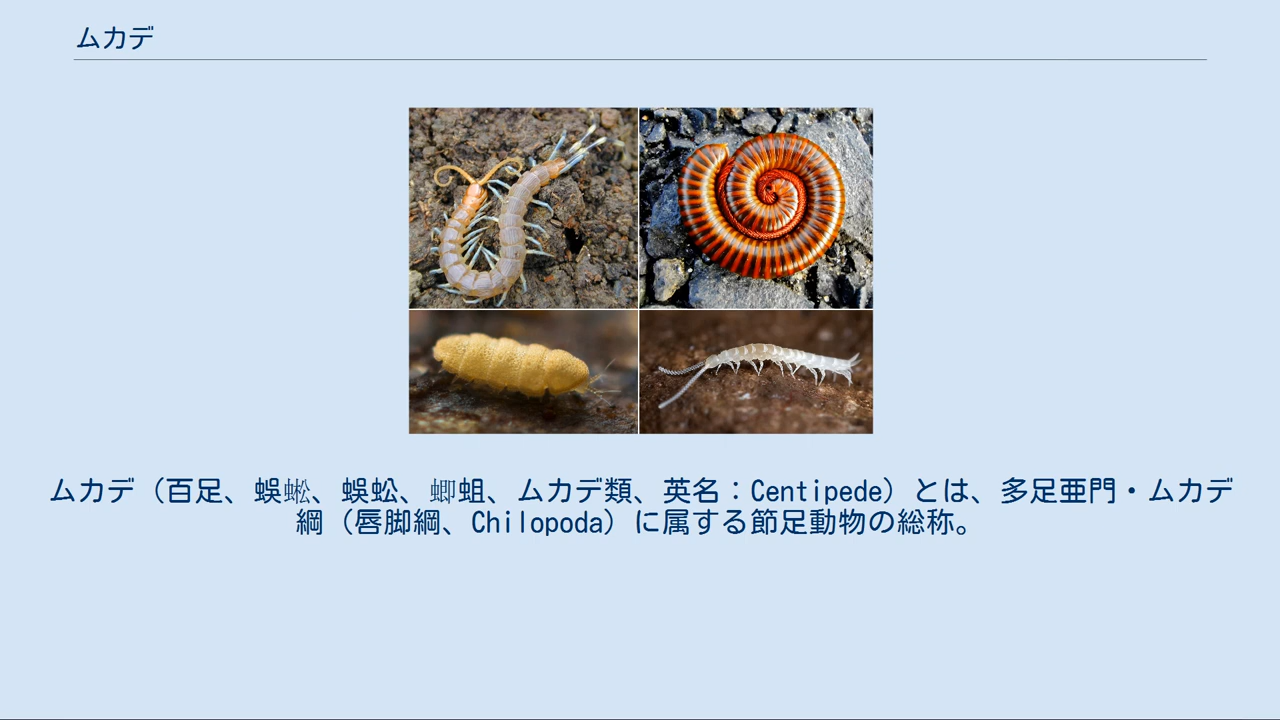 ムカデ
ムカデ（百足、蜈蜙、蜈蚣、蝍蛆、ムカデ類、英名：Centipede）とは、多足亜門・ムカデ
綱（唇脚綱、Chilopoda）に属する節足動物の総称。